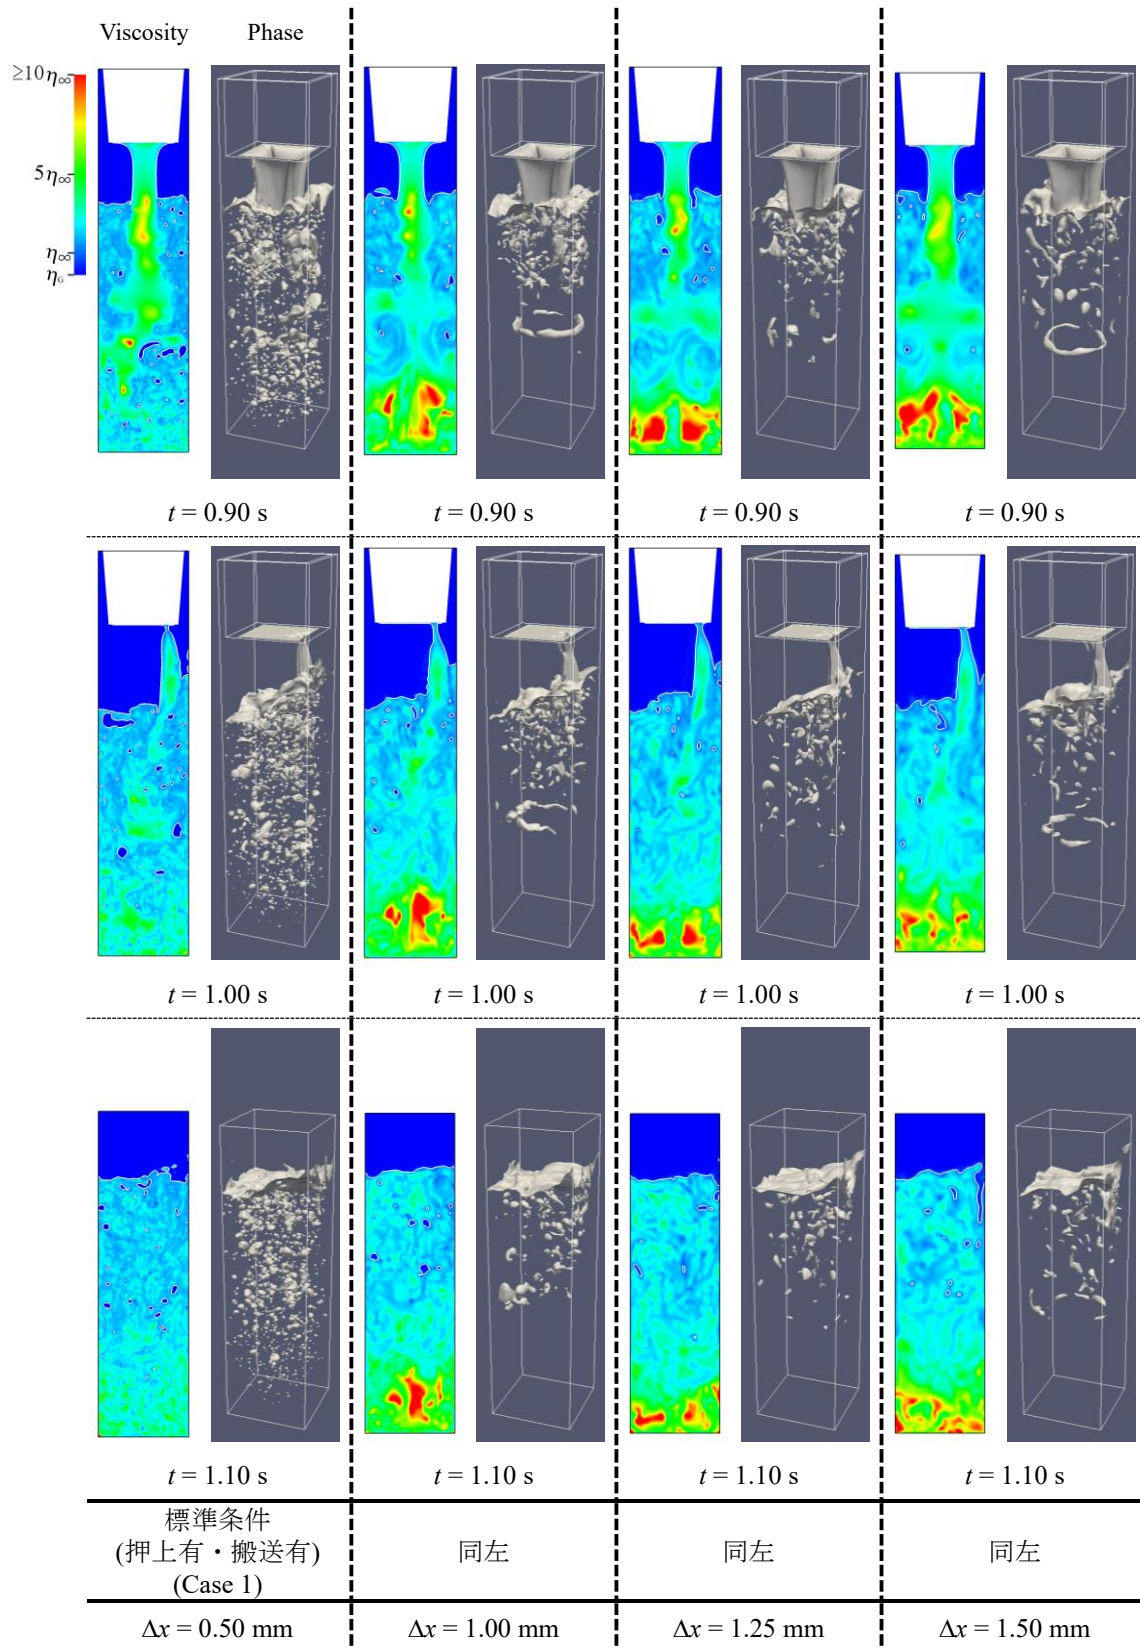 Viscosity Phase
≥10η∞
5η∞
η∞
ηG
t = 0.90 s t = 0.90 s t = 0.90 s t = 0.90 s
t = 1.00 s t = 1.00 s t = 1.00 s t = 1.00 s
t = 1.10 s t = 1.10 s t = 1.10 s t = 1.10 s
標準条件
(押上有・搬送有) 同左 同左 同左
(Case 1)
Δx = 0.50 mm Δx = 1.00 mm Δx = 1.25 mm Δx = 1.50 mm